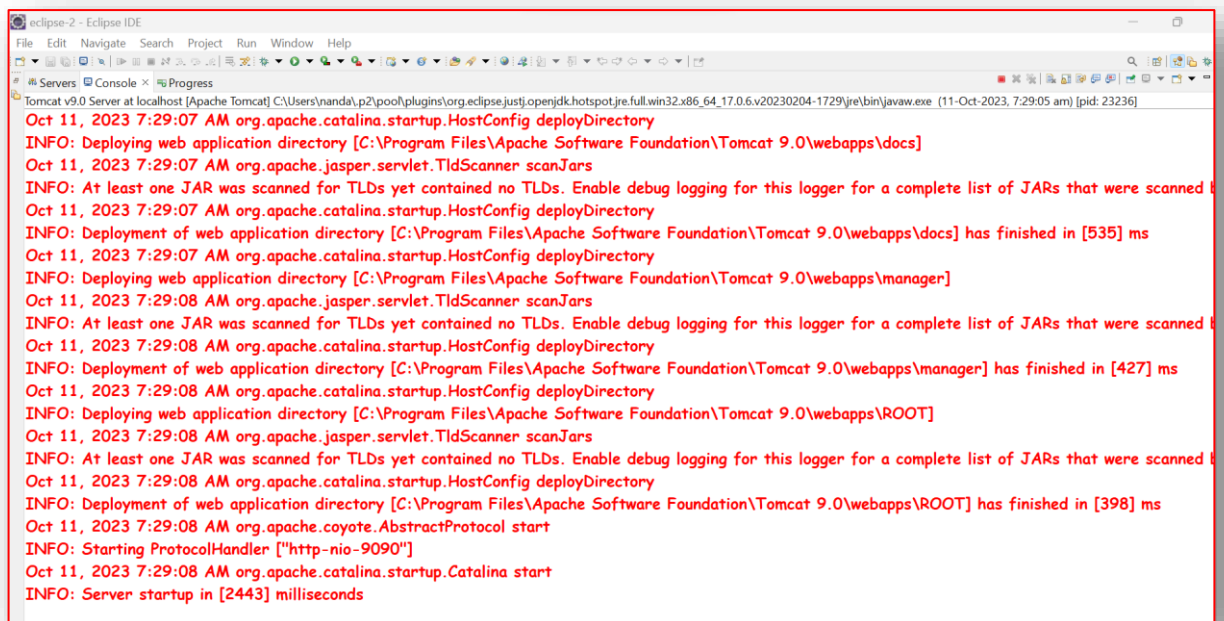 eclipse-2 - Eclipse IDE
File Edit Navigate Search Project Run Window Help
Servers Console Progress
Tomcat v9.0 Server at localhost [Apache Tomcat] C:\Users\nanda\.p2\pool\plugins\org.eclipse.justj.openjdk.hotspot.jre.full.win32.x86_64_17.0.6.v20230204-1729\jre\bin\javaw.exe (11-Oct-2023, 7:29:05 am) [pid: 23236]
Oct 11, 2023 7:29:07 AM org.apache.catalina.startup.HostConfig deployDirectory
INFO: Deploying web application directory [C:\Program Files\Apache Software Foundation\Tomcat 9.0\webapps\docs]
Oct 11, 2023 7:29:07 AM org.apache.jasper.servlet.TldScanner scanJars
INFO: At least one JAR was scanned for TLDs yet contained no TLDs. Enable debug logging for this logger for a complete list of JARs that were scanned
Oct 11, 2023 7:29:07 AM org.apache.catalina.startup.HostConfig deployDirectory
INFO: Deployment of web application directory [C:\Program Files\Apache Software Foundation\Tomcat 9.0\webapps\docs] has finished in [535] ms
Oct 11, 2023 7:29:07 AM org.apache.catalina.startup.HostConfig deployDirectory
INFO: Deploying web application directory [C:\Program Files\Apache Software Foundation\Tomcat 9.0\webapps\manager]
Oct 11, 2023 7:29:08 AM org.apache.jasper.servlet.TldScanner scanJars
INFO: At least one JAR was scanned for TLDs yet contained no TLDs. Enable debug logging for this logger for a complete list of JARs that were scanned
Oct 11, 2023 7:29:08 AM org.apache.catalina.startup.HostConfig deployDirectory
INFO: Deployment of web application directory [C:\Program Files\Apache Software Foundation\Tomcat 9.0\webapps\manager] has finished in [427] ms
Oct 11, 2023 7:29:08 AM org.apache.catalina.startup.HostConfig deployDirectory
INFO: Deploying web application directory [C:\Program Files\Apache Software Foundation\Tomcat 9.0\webapps\ROOT]
Oct 11, 2023 7:29:08 AM org.apache.jasper.servlet.TldScanner scanJars
INFO: At least one JAR was scanned for TLDs yet contained no TLDs. Enable debug logging for this logger for a complete list of JARs that were scanned
Oct 11, 2023 7:29:08 AM org.apache.catalina.startup.HostConfig deployDirectory
INFO: Deployment of web application directory [C:\Program Files\Apache Software Foundation\Tomcat 9.0\webapps\ROOT] has finished in [398] ms
Oct 11, 2023 7:29:08 AM org.apache.coyote.AbstractProtocol start
INFO: Starting ProtocolHandler ["http-nio-9090"]
Oct 11, 2023 7:29:08 AM org.apache.catalina.startup.Catalina start
INFO: Server startup in [2443] milliseconds